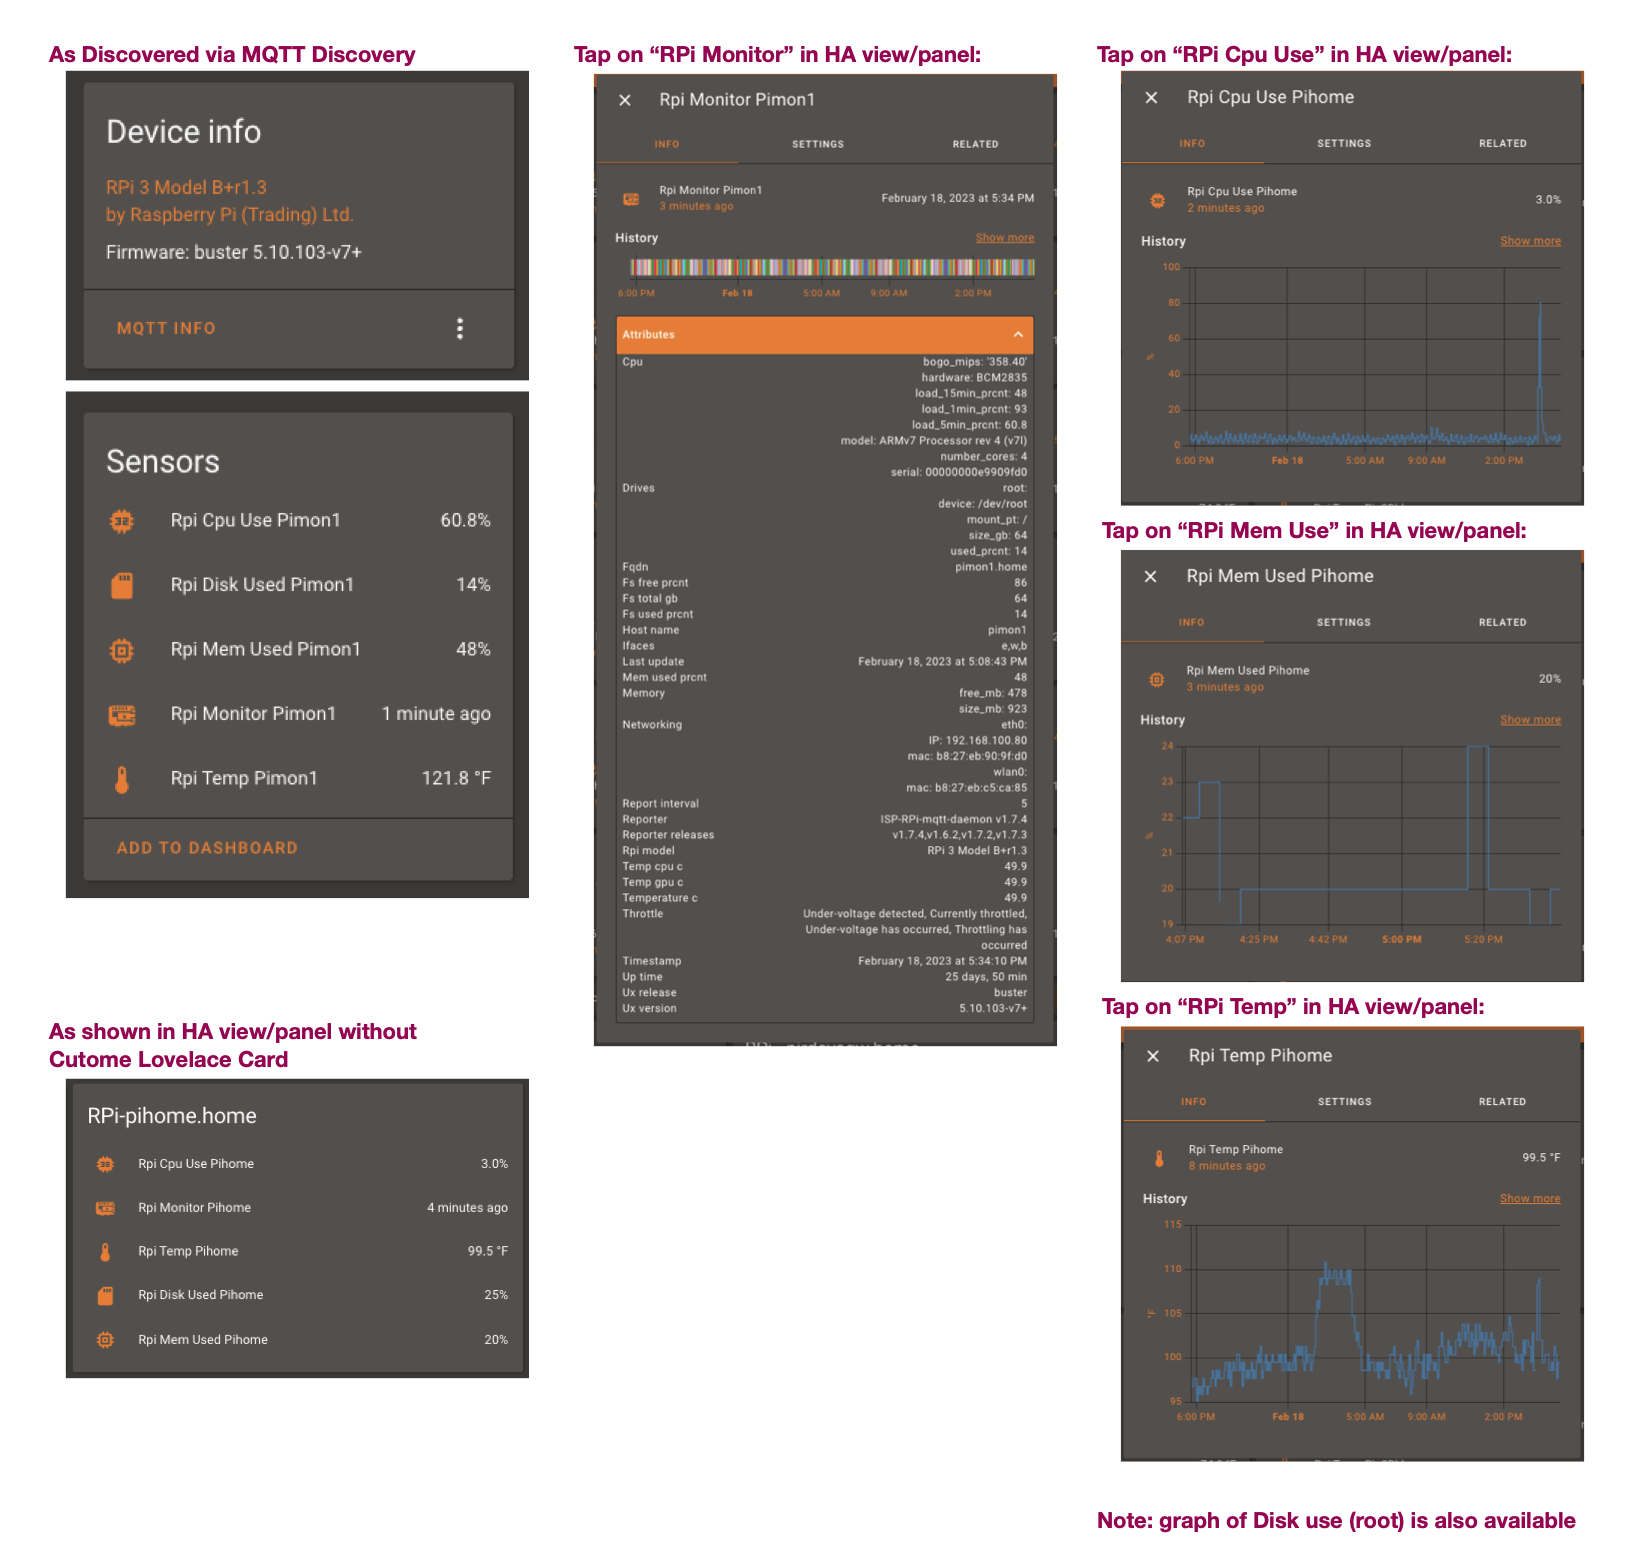 As Discovered via MQTT Discovery
Device info
RPi 3 Model B+r1.3
by Raspberry Pi (Trading) Ltd.
Firmware: buster 5.10.103-v7+
MQTT INFO
Sensors
Rpi Cpu Use Pimon1 60.8%
Rpi Disk Used Pimon1 14%
Rpi Mem Used Pimon1 48%
Rpi Monitor Pimon1 1 minute ago
Rpi Temp Pimon1 121.8 °F
ADD TO DASHBOARD
As shown in HA view/panel without
Cutome Lovelace Card
RPi-pihome.home
Rpi Cpu Use Pihome 3.0%
Rpi Monitor Pihome 4 minutes ago
Rpi Temp Pihome 99.5 °F
Rpi Disk Used Pihome 25%
Rpi Mem Used Pihome 20%
Tap on “RPi Monitor” in HA view/panel:
Rpi Monitor Pimon1
INFO SETTINGS RELATED
Rpi Monitor Pimon1
3 minutes ago
February 18, 2023 at 5:34 PM
History Show more
6:00 PM Feb 18 5:00 AM 9:00 AM 2:00 PM
Attributes
Cpu bogo_mips: '358.40'
hardware: BCM2835
load_15min_prcnt: 48
load_1min_prcnt: 93
load_5min_prcnt: 60.8
model: ARMv7 Processor rev 4 (v7l)
number_cores: 4
serial: 00000000e9909fd0
Drives root:
device: /dev/root
mount_pt: /
size_gb: 64
used_prcnt: 14
Fqdn pimon1.home
Fs free prcnt 86
Fs total gb 64
Fs used prcnt 14
Host name pimon1
Ifaces e,w,b
Last update February 18, 2023 at 5:08:43 PM
Mem used prcnt 48
Memory free_mb: 478
size_mb: 923
Networking eth0:
IP: 192.168.100.80
mac: b8:27:eb:90:9f:d0
wlan0:
mac: b8:27:eb:c5:ca:85
Report interval 5
Reporter ISP-RPi-mqtt-daemon v1.7.4
Reporter releases v1.7.4,v1.6.2,v1.7.2,v1.7.3
Rpi model RPi 3 Model B+r1.3
Temp cpu c 49.9
Temp gpu c 49.9
Temperature c 49.9
Throttle Under-voltage detected, Currently throttled,
Under-voltage has occurred, Throttling has
occurred
Timestamp February 18, 2023 at 5:34:10 PM
Up time 25 days, 50 min
Ux release buster
Ux version 5.10.103-v7+
Tap on “RPi Cpu Use” in HA view/panel:
Rpi Cpu Use Pihome
INFO SETTINGS RELATED
Rpi Cpu Use Pihome
2 minutes ago
3.0%
History Show more
100
80
60
%
40
20
0
6:00 PM Feb 18 5:00 AM 9:00 AM 2:00 PM
Tap on “RPi Mem Use” in HA view/panel:
Rpi Mem Used Pihome
INFO SETTINGS RELATED
Rpi Mem Used Pihome
3 minutes ago
20%
History Show more
24
23
22
%
21
20
19
4:07 PM 4:25 PM 4:42 PM 5:00 PM 5:20 PM
Tap on “RPi Temp” in HA view/panel:
Rpi Temp Pihome
INFO SETTINGS RELATED
Rpi Temp Pihome
8 minutes ago
99.5 °F
History Show more
115
110
°F
105
100
95
6:00 PM Feb 18 5:00 AM 9:00 AM 2:00 PM
Note: graph of Disk use (root) is also available